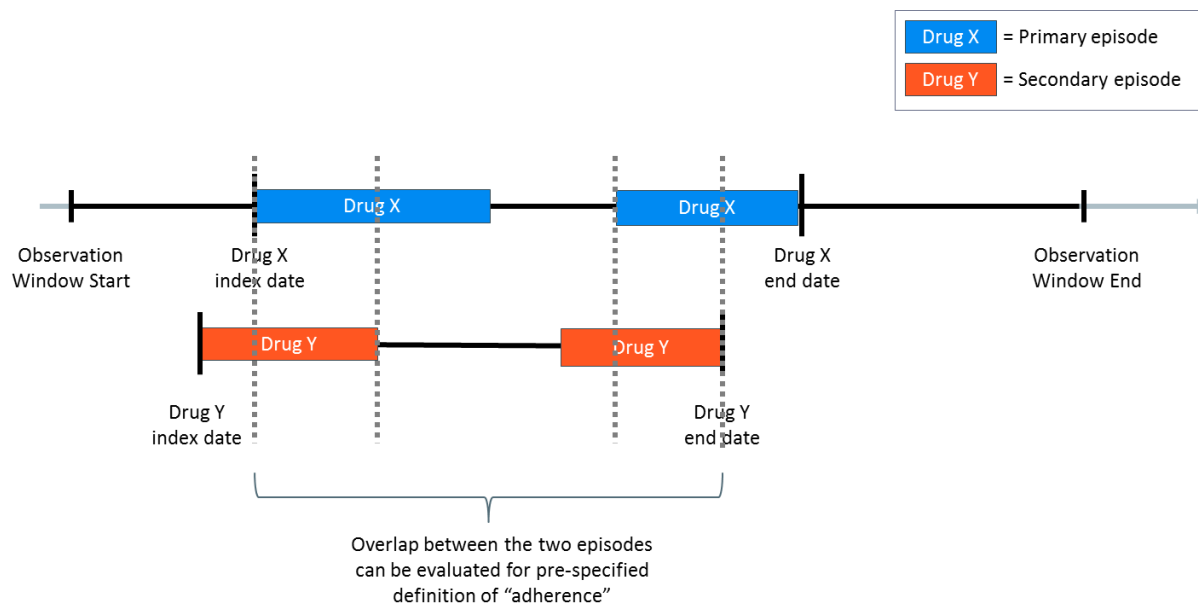 Drug X = Primary episode
Drug Y = Secondary episode
Drug X
Drug X
Observation
Window Start
Drug X
index date
Drug X
end date
Observation
Window End
Drug Y
Drug Y
Drug Y
index date
Drug Y
end date
Overlap between the two episodes
can be evaluated for pre-specified
definition of “adherence”